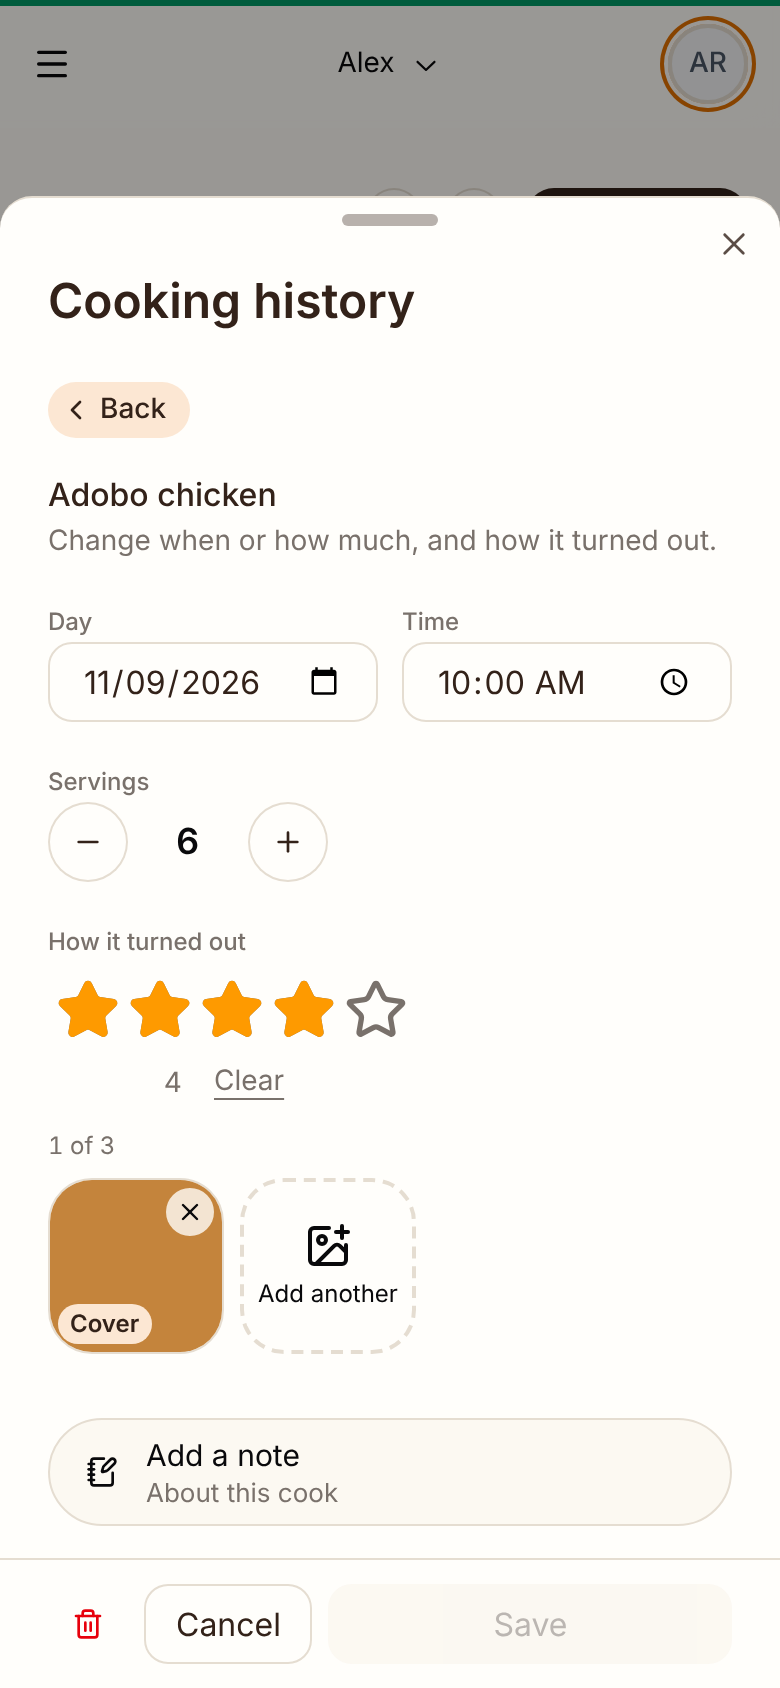 Alex
AR
Cooking history
Back
Adobo chicken
Change when or how much, and how it turned out.
Day
Time
11/09/2026
10:00 AM
Servings
6
How it turned out
4
Clear
1 of 3
Cover
Add another
Add a note
About this cook
Cancel
Save